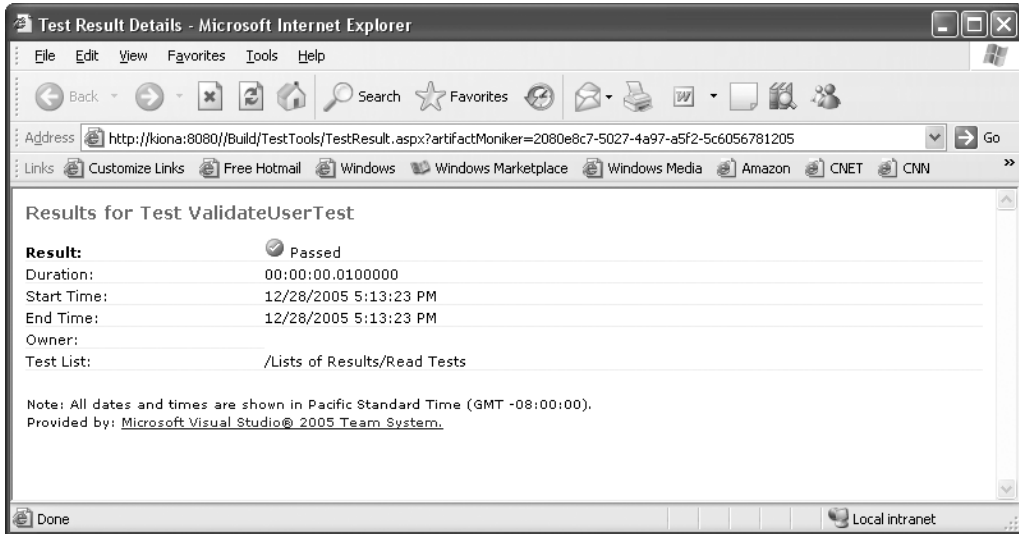 Test Result Details - Microsoft Internet Explorer
File Edit View Favorites Tools Help
Back Search Favorites
Address http://kiona:8080//Build/TestTools/TestResult.aspx?artifactMoniker=2080e8c7-5027-4a97-a5f2-5c6056781205 Go
Links Customize Links Free Hotmail Windows Windows Marketplace Windows Media Amazon CNET CNN »
Results for Test ValidateUserTest
Result: Passed
Duration: 00:00:00.0100000
Start Time: 12/28/2005 5:13:23 PM
End Time: 12/28/2005 5:13:23 PM
Owner:
Test List: /Lists of Results/Read Tests
Note: All dates and times are shown in Pacific Standard Time (GMT -08:00:00).
Provided by: Microsoft Visual Studio® 2005 Team System.
Done Local intranet